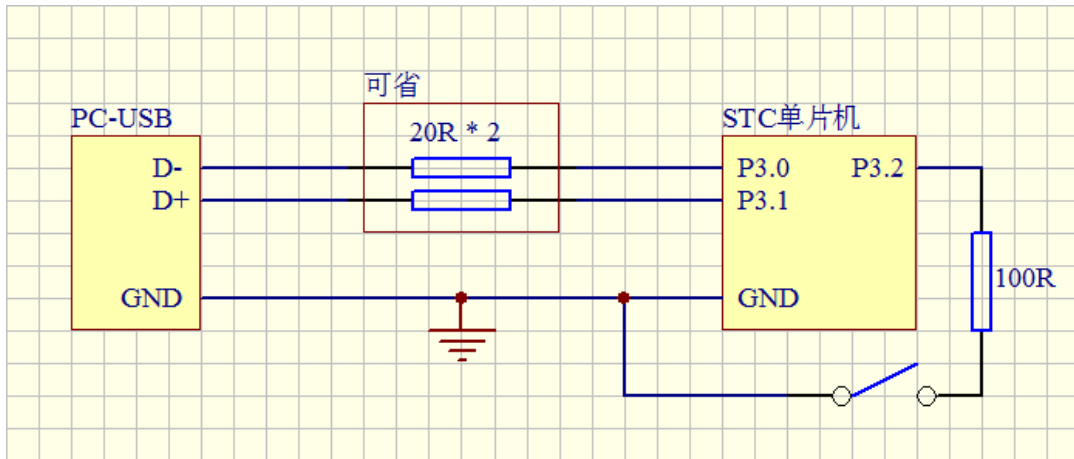 可省
PC-USB
20R * 2
STC单片机
D-
P3.0
P3.2
D+
P3.1
100R
GND
GND